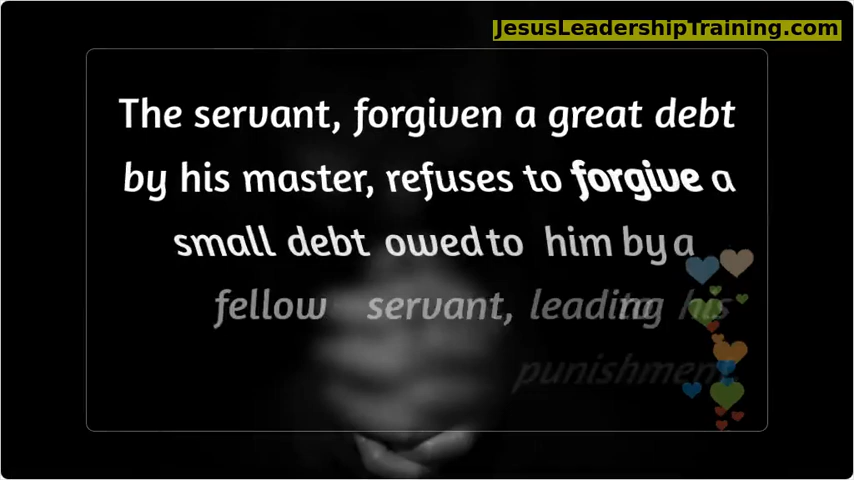 JesusLeadershipTraining.com
The servant, forgiven a great debt
by his master, refuses to forgive a
small debt owed to him by a
fellow servant, leading to his
punishment.